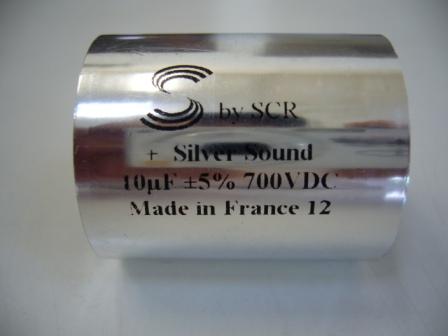 S by SCR
+ Silver Sound
10µF ±5% 700VDC
Made in France 12